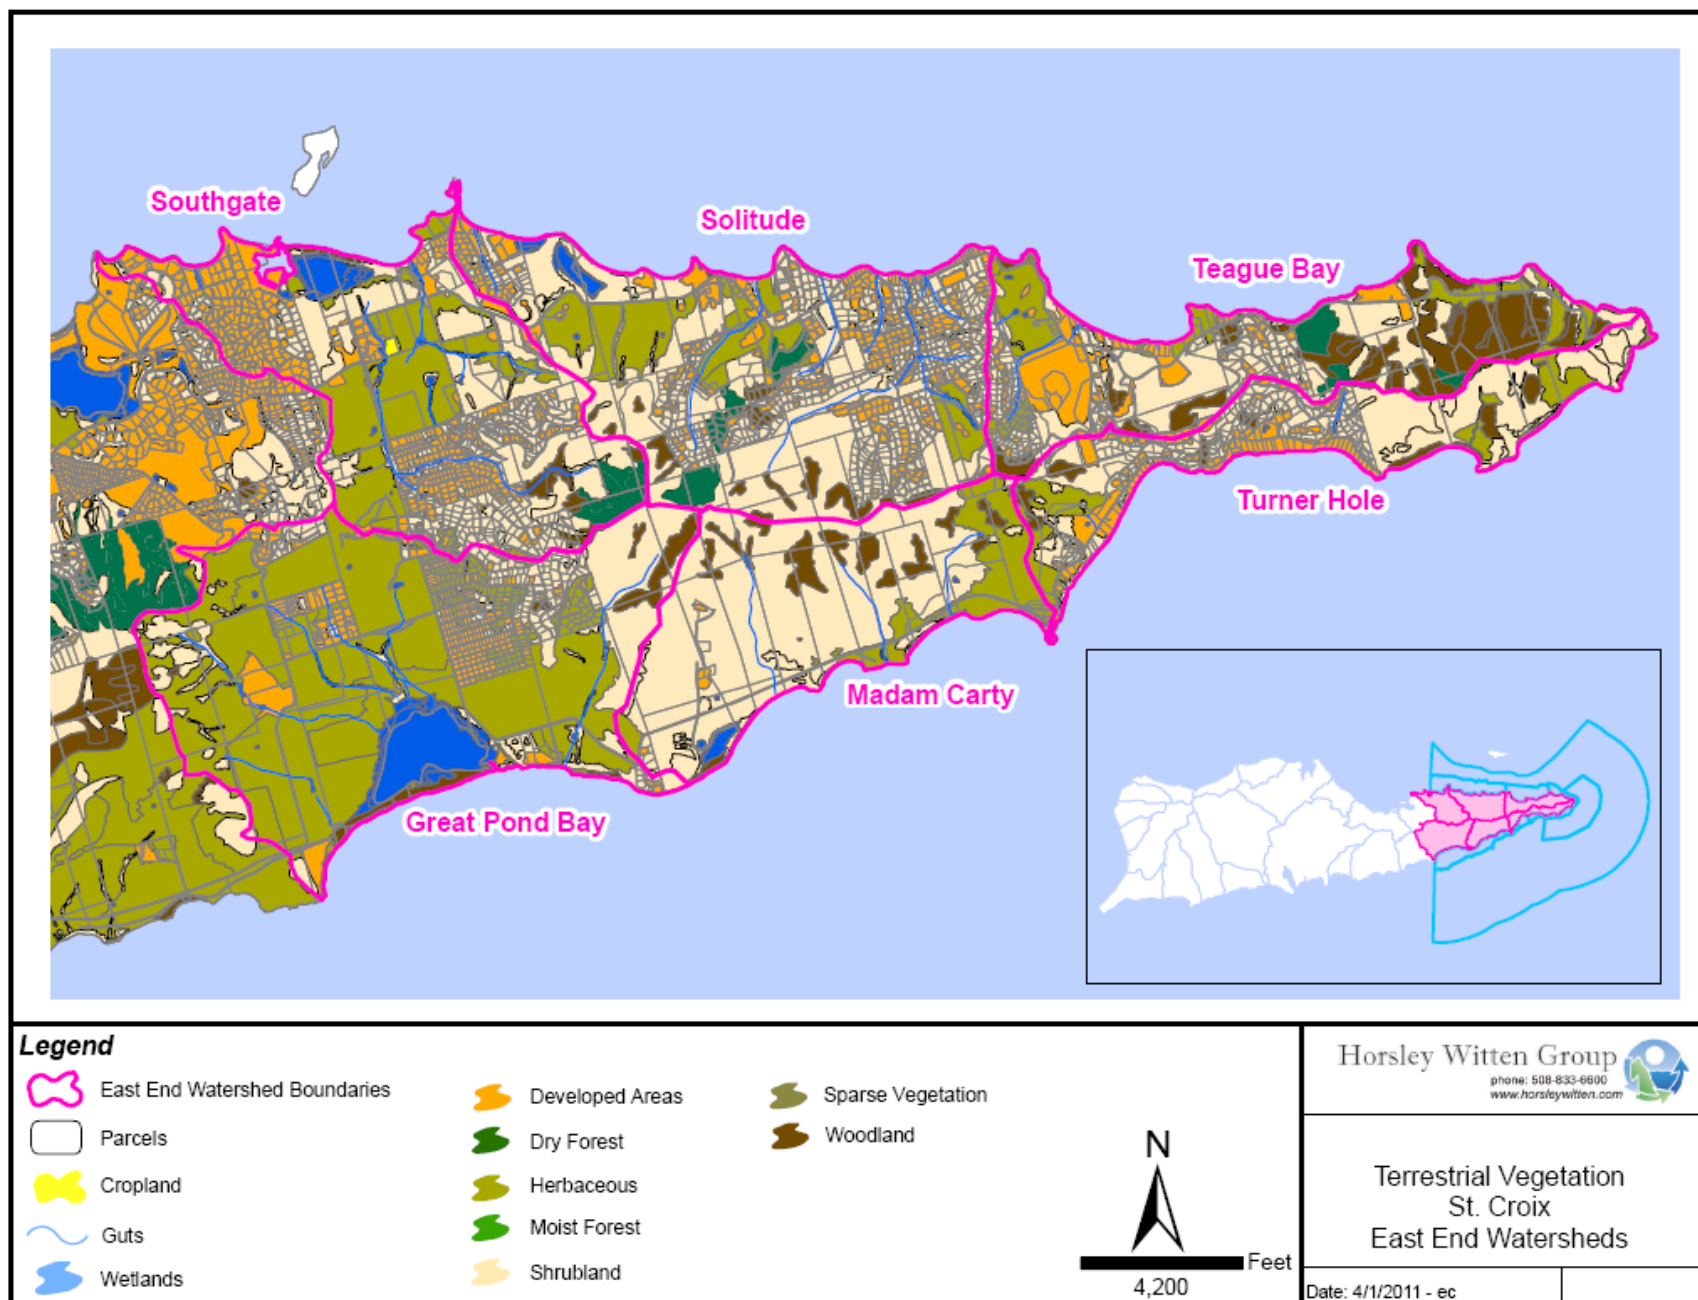 Southgate
Solitude
Teague Bay
Turner Hole
Madam Carty
Great Pond Bay
Legend
East End Watershed Boundaries
Parcels
Cropland
Guts
Wetlands
Developed Areas
Dry Forest
Herbaceous
Moist Forest
Shrubland
Sparse Vegetation
Woodland
N
Feet
4,200
Horsley Witten Group
phone: 508-833-6600
www.horsleywitten.com
Terrestrial Vegetation
St. Croix
East End Watersheds
Date: 4/1/2011 - ec